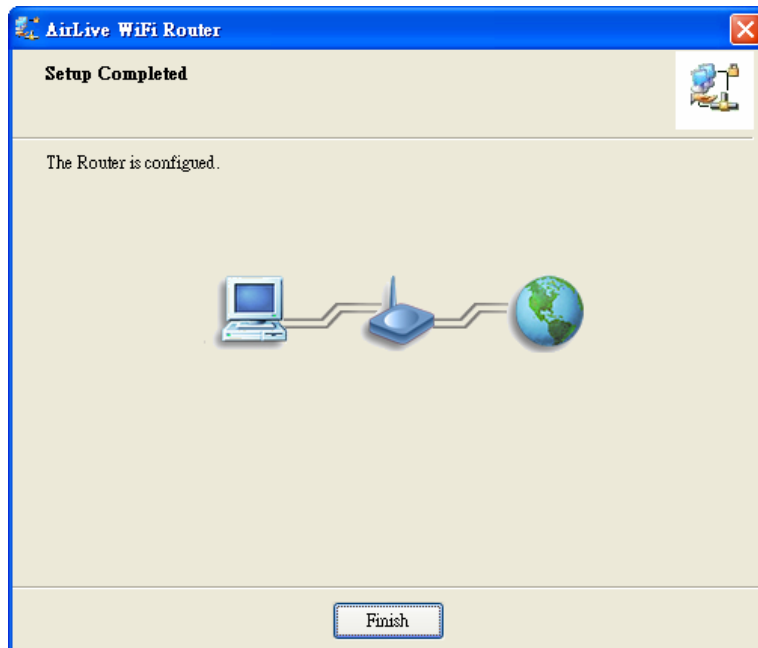 AirLive WiFi Router
Setup Completed
The Router is configued.
Finish